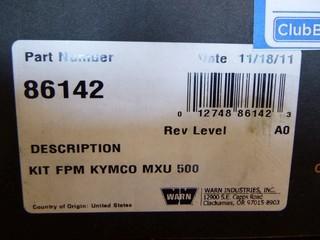 ClubB
Part Number Date 11/18/11
86142
0 12748 86142 3
Rev Level A0
DESCRIPTION
KIT FPM KYMCO MXU 500
Country of Origin: United States
WARN
WARN INDUSTRIES, INC.
12900 S.E. Capps Road
Clackamas, OR 97015-8903